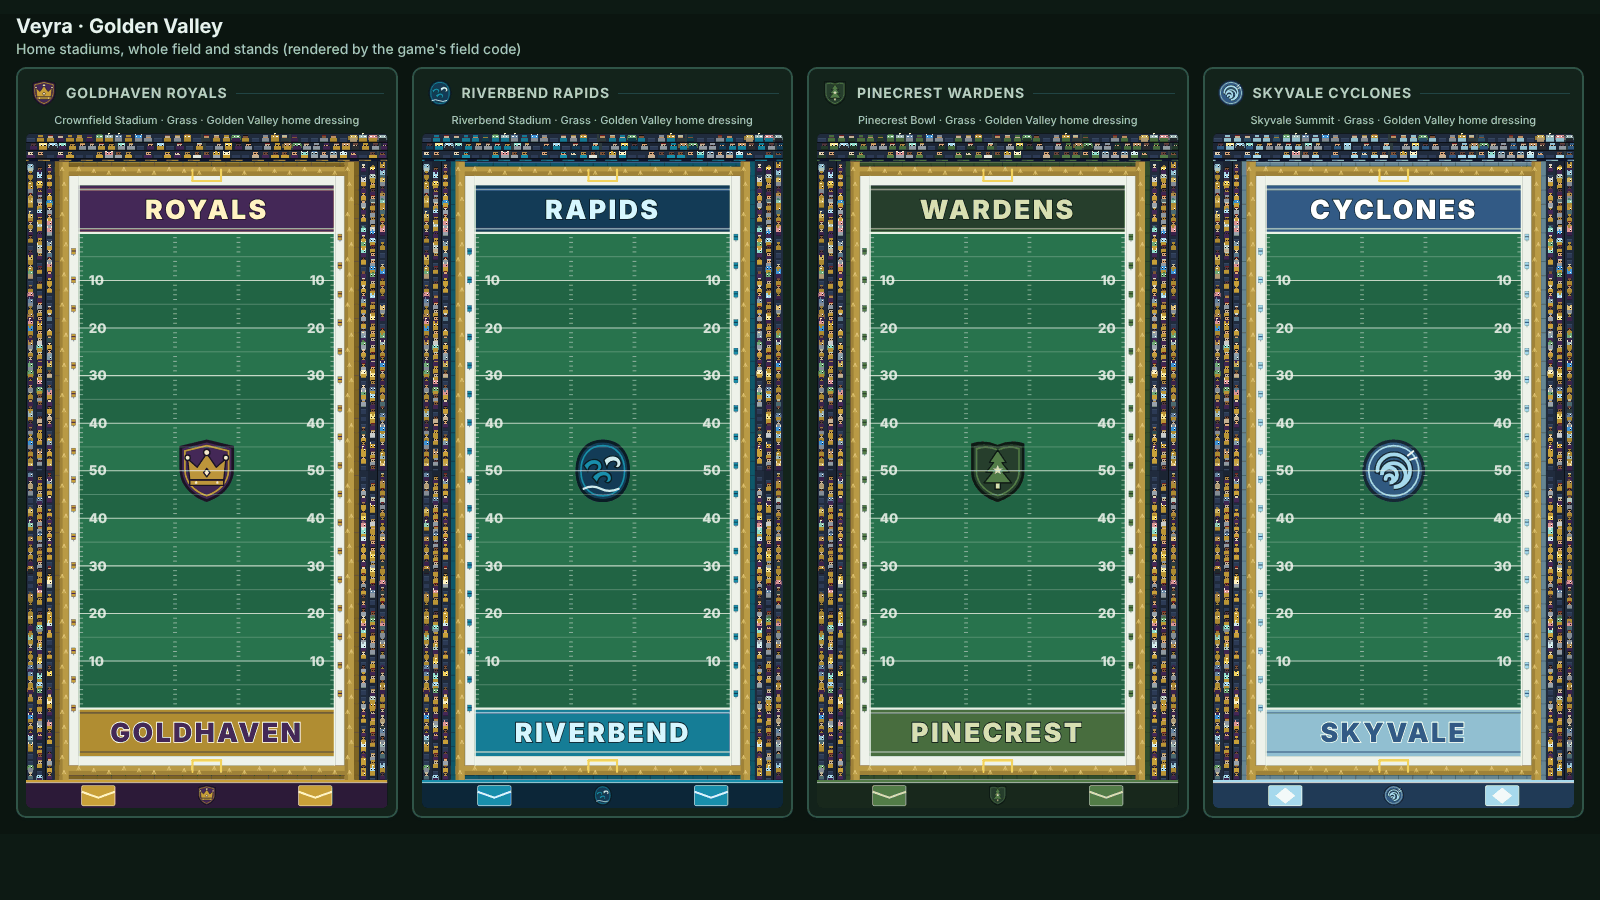 Veyra · Golden Valley
Home stadiums, whole field and stands (rendered by the game's field code)
GOLDHAVEN ROYALS
Crownfield Stadium · Grass · Golden Valley home dressing
ROYALS
10 10
20 20
30 30
40 40
50 50
40 40
30 30
20 20
10 10
GOLDHAVEN
RIVERBEND RAPIDS
Riverbend Stadium · Grass · Golden Valley home dressing
RAPIDS
10 10
20 20
30 30
40 40
50 50
40 40
30 30
20 20
10 10
RIVERBEND
PINECREST WARDENS
Pinecrest Bowl · Grass · Golden Valley home dressing
WARDENS
10 10
20 20
30 30
40 40
50 50
40 40
30 30
20 20
10 10
PINECREST
SKYVALE CYCLONES
Skyvale Summit · Grass · Golden Valley home dressing
CYCLONES
10 10
20 20
30 30
40 40
50 50
40 40
30 30
20 20
10 10
SKYVALE